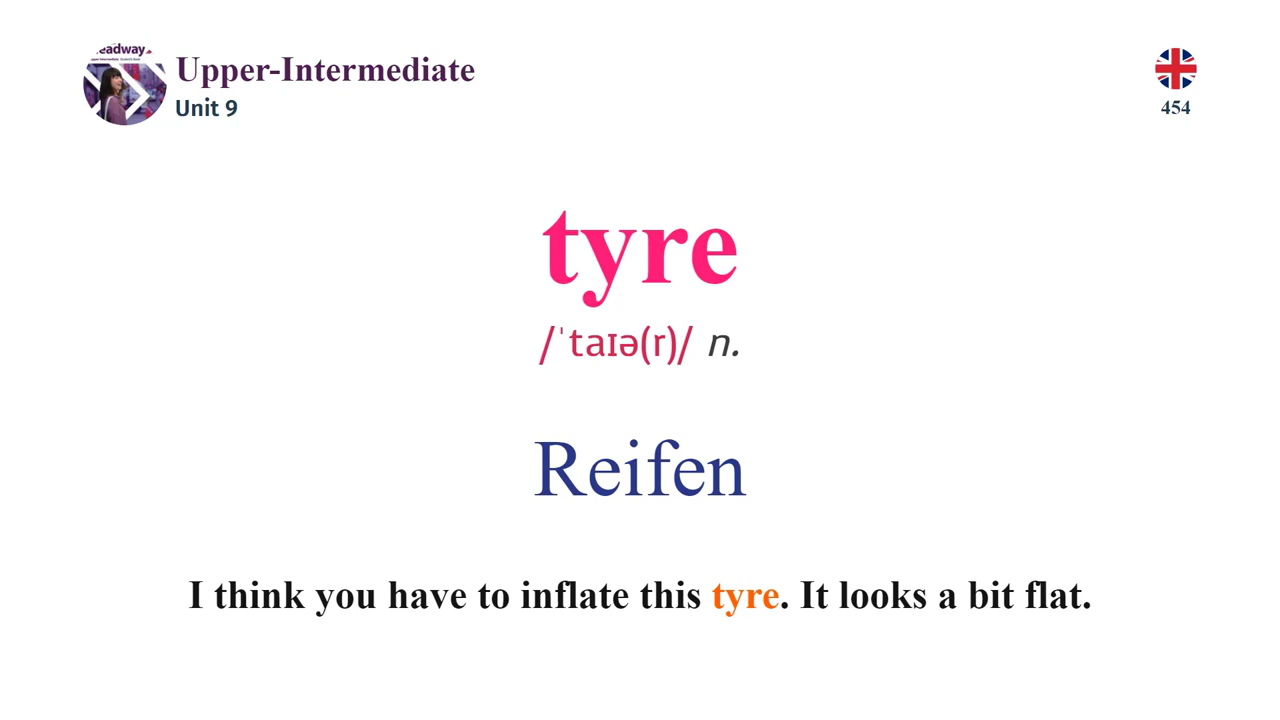 eadway
Upper-Intermediate
Unit 9
454
tyre
/ˈtaɪə(r)/ n.
Reifen
I think you have to inflate this tyre. It looks a bit flat.